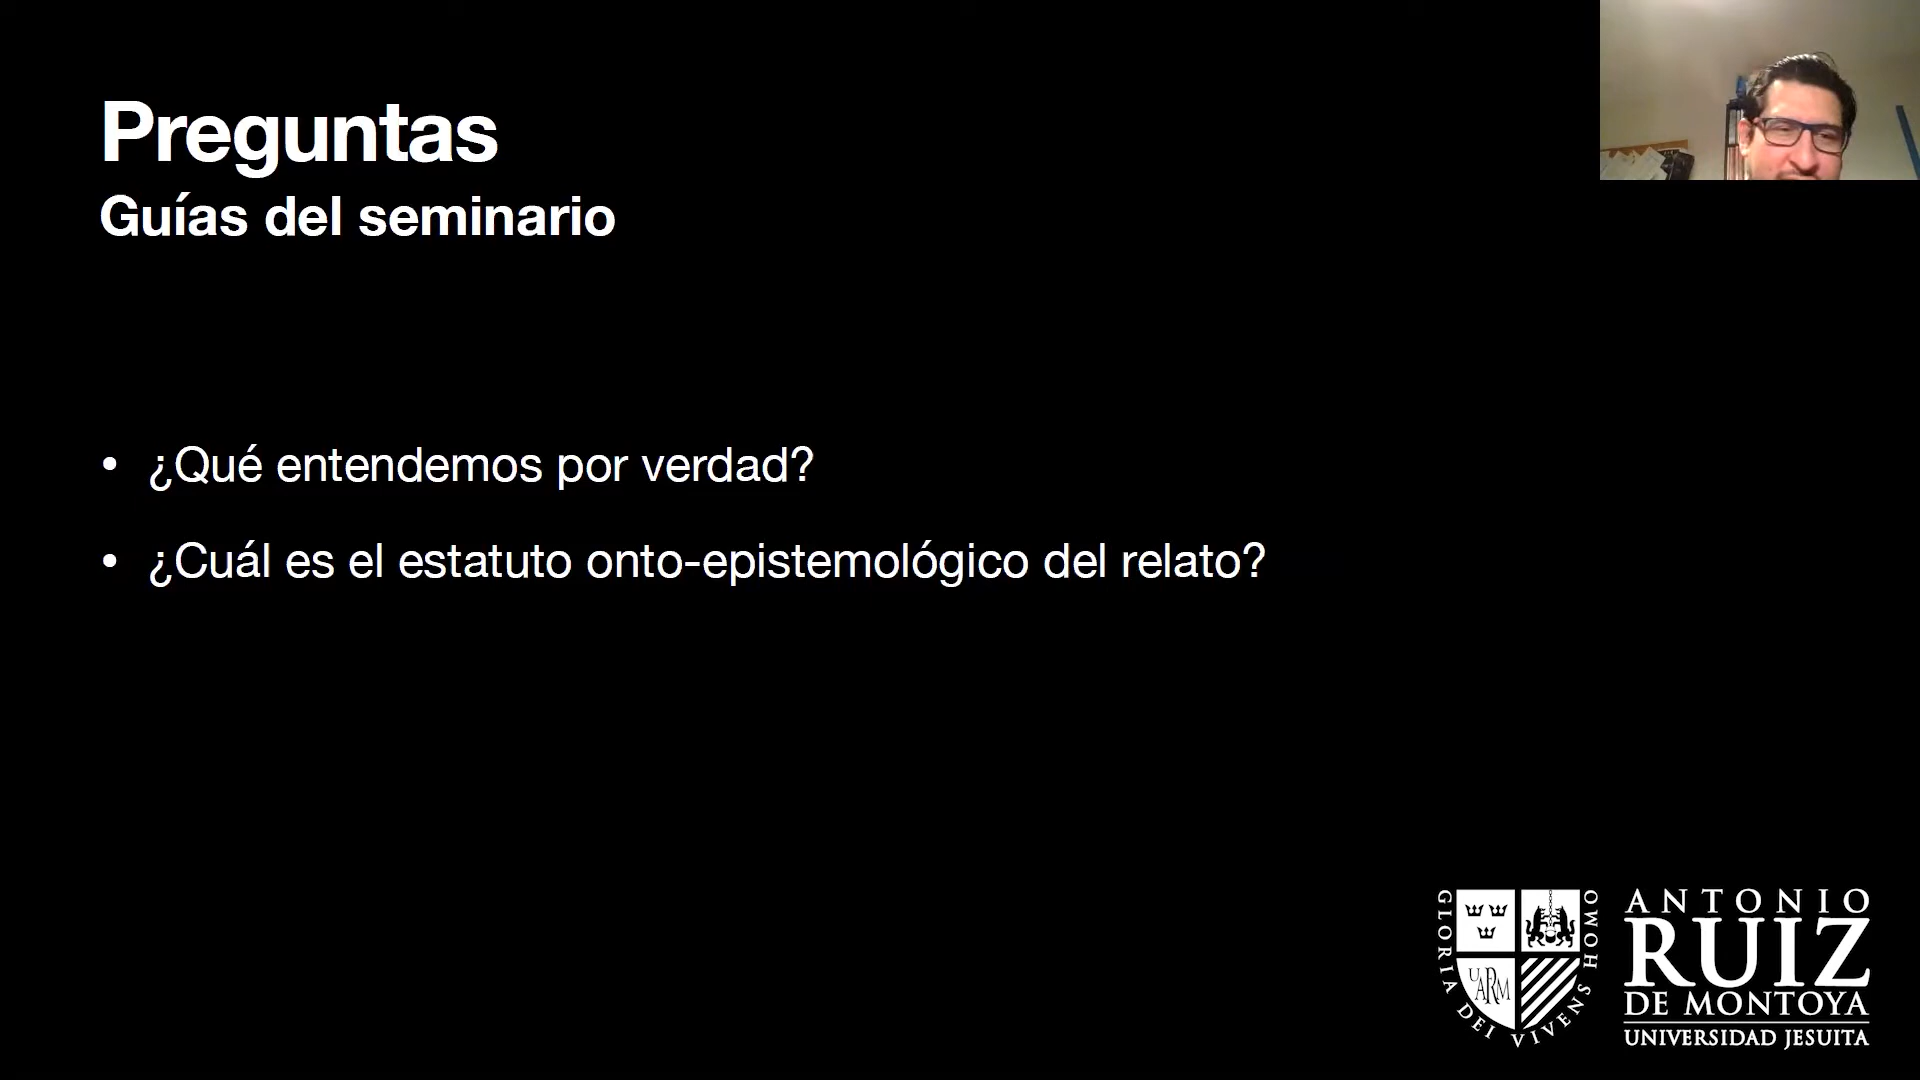 Preguntas
Guías del seminario
• ¿Qué entendemos por verdad?
• ¿Cuál es el estatuto onto-epistemológico del relato?
GLORIA DEI VIVENS HOMO
UARM
ANTONIO
RUIZ
DE MONTOYA
UNIVERSIDAD JESUITA